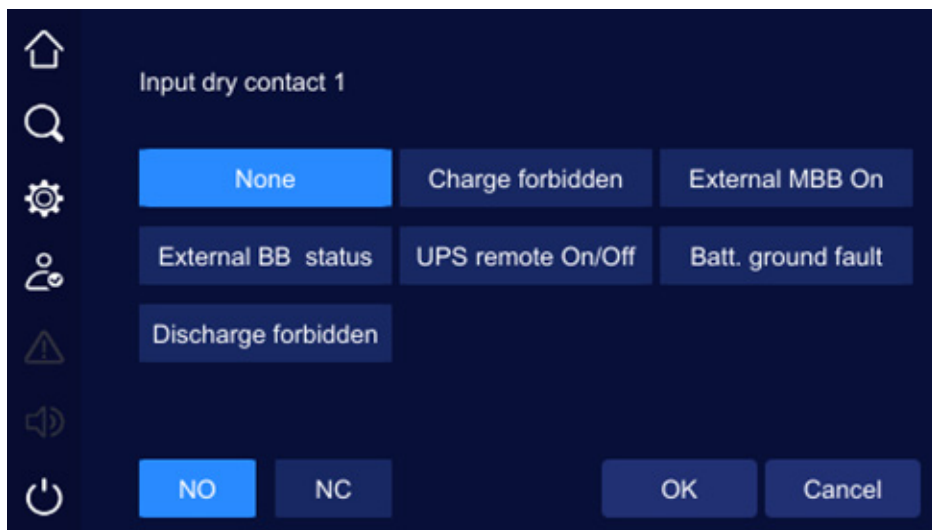 Input dry contact 1
None Charge forbidden External MBB On
External BB status UPS remote On/Off Batt. ground fault
Discharge forbidden
NO NC OK Cancel